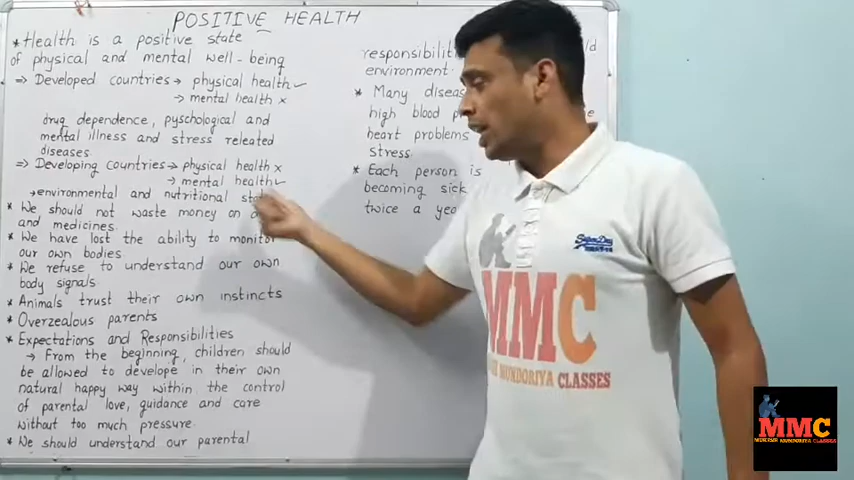 POSITIVE HEALTH
* HEALTH is a positive state
of physical and mental well-being
⇒ Developed Countries → physical health ✓
→ mental health ×
drug dependence, pyschological and
mental illness and stress releated
diseases
⇒ Developing Countries → physical health ×
→ mental health ✓
→ environmental and nutritional
* We should not waste money on
and medicines
* We have lost the ability to monitor
our own bodies
* We refuse to understand our own
body signals
* Animals trust their own instincts
* Overzealous parents
* Expectations and Responsibilities
→ From the beginning, children should
be allowed to develop in their own
natural happy way within the control
of parental love, guidance and care
without too much pressure.
* We should understand our parental
RESPONSIBILIT
ENVIRONMENT
* Many
high blood
heart problems
stress
* Each person is
becoming sick
twice a
MMC
MUNDORIYA CLASSES
MMC
MUNDORIYA CLASSES